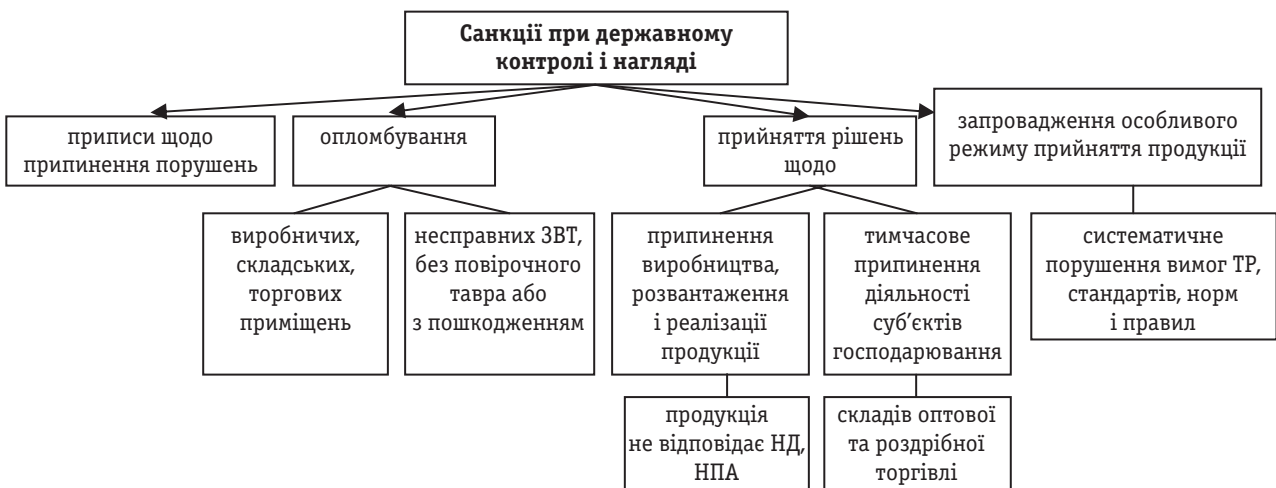 Санкції при державному
контролі і нагляді
приписи щодо
припинення порушень
опломбування
прийняття рішень
щодо
запровадження особливого
режиму прийняття продукції
виробничих,
складських,
торгових
приміщень
несправних ЗВТ,
без повірочного
тавра або
з пошкодженням
припинення
виробництва,
розвантаження
і реалізації
продукції
тимчасове
припинення
діяльності
суб’єктів
господарювання
систематичне
порушення вимог ТР,
стандартів, норм
і правил
продукція
не відповідає НД,
НПА
складів оптової
та роздрібної
торгівлі